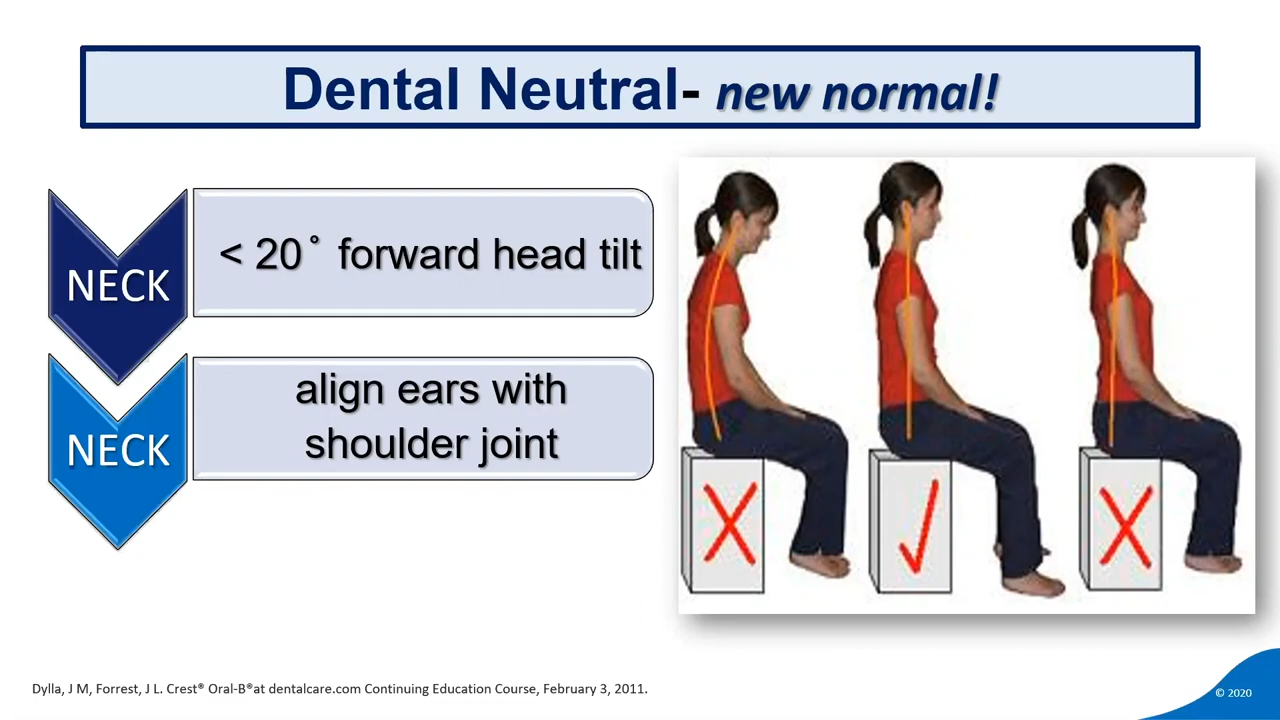 Dental Neutral- new normal!
NECK
< 20˚ forward head tilt
NECK
align ears with
shoulder joint
Dylla, J M, Forrest, J L. Crest® Oral-B®at dentalcare.com Continuing Education Course, February 3, 2011.
© 2020